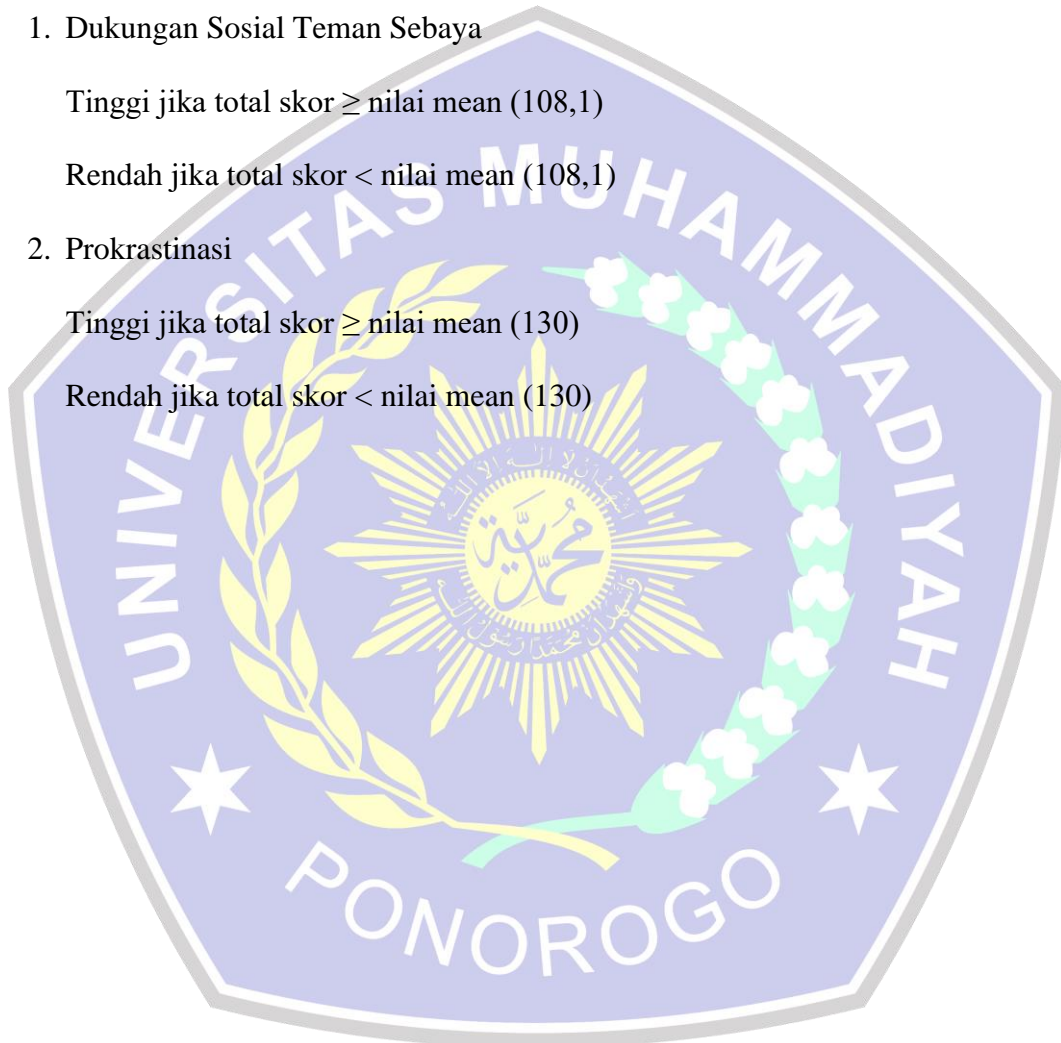 1. Dukungan Sosial Teman Sebaya
Tinggi jika total skor ≥ nilai mean (108,1)
Rendah jika total skor < nilai mean (108,1)
2. Prokrastinasi
Tinggi jika total skor ≥ nilai mean (130)
Rendah jika total skor < nilai mean (130)
UNIVERSITAS MUHAMMADIYAH
PONOROGO
محمدية